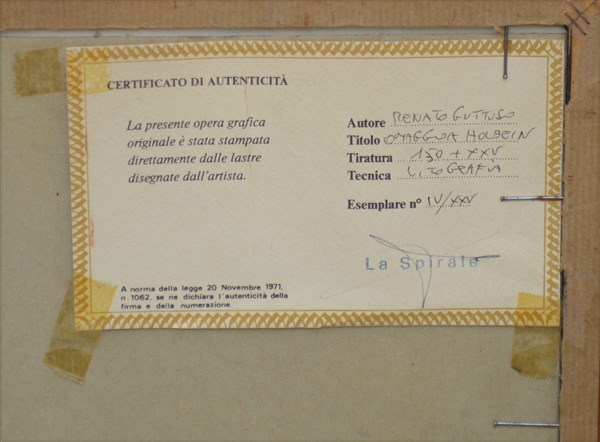 CERTIFICATO DI AUTENTICITÀ
La presente opera grafica
originale è stata stampata
direttamente dalle lastre
disegnate dall'artista.
Autore RENATO GUTTUSO
Titolo OMAGGIO A HOLBEIN
Tiratura 150 + XXV
Tecnica LITOGRAFIA
Esemplare n° IV/XXV
La Spirale
A norma della legge 20 Novembre 1971,
n. 1062, se ne dichiara l'autenticità della
firma e della numerazione.